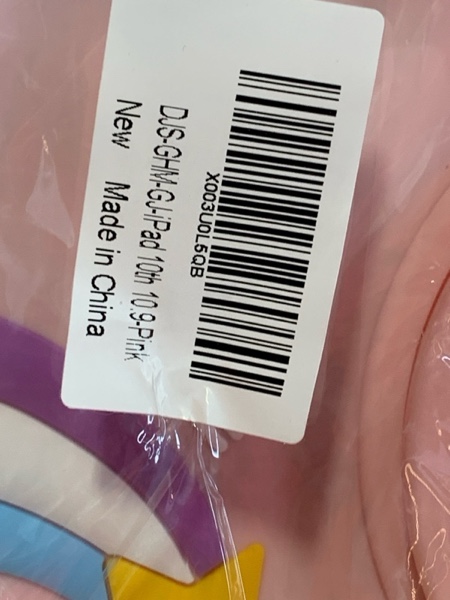 X003U0L5QB
DJS-GHM-GJ-iPad 10th 10.9-Pink
New Made in China